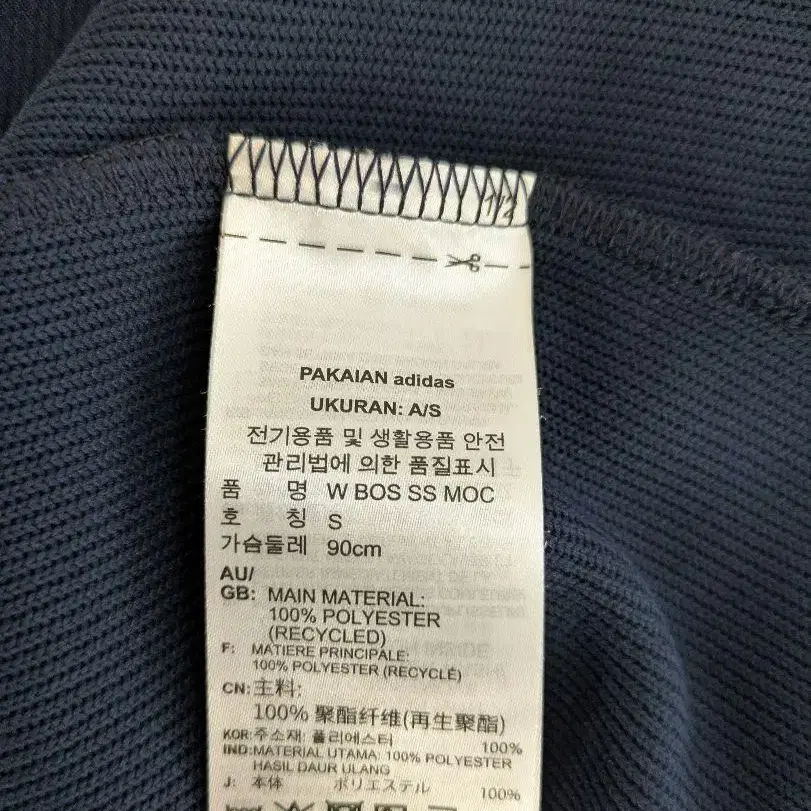 1/2
PAKAIAN adidas
UKURAN: A/S
전기용품 및 생활용품 안전
관리법에 의한 품질표시
품 명 W BOS SS MOC
호 칭 S
가슴둘레 90cm
AU/
GB: MAIN MATERIAL:
100% POLYESTER
(RECYCLED)
F: MATIERE PRINCIPALE:
100% POLYESTER (RECYCLÉ)
CN: 主料:
100% 聚酯纤维(再生聚酯)
KOR: 주소재: 폴리에스터 100%
IND: MATERIAL UTAMA: 100% POLYESTER
HASIL DAUR ULANG
J: 本体 ポリエステル 100%